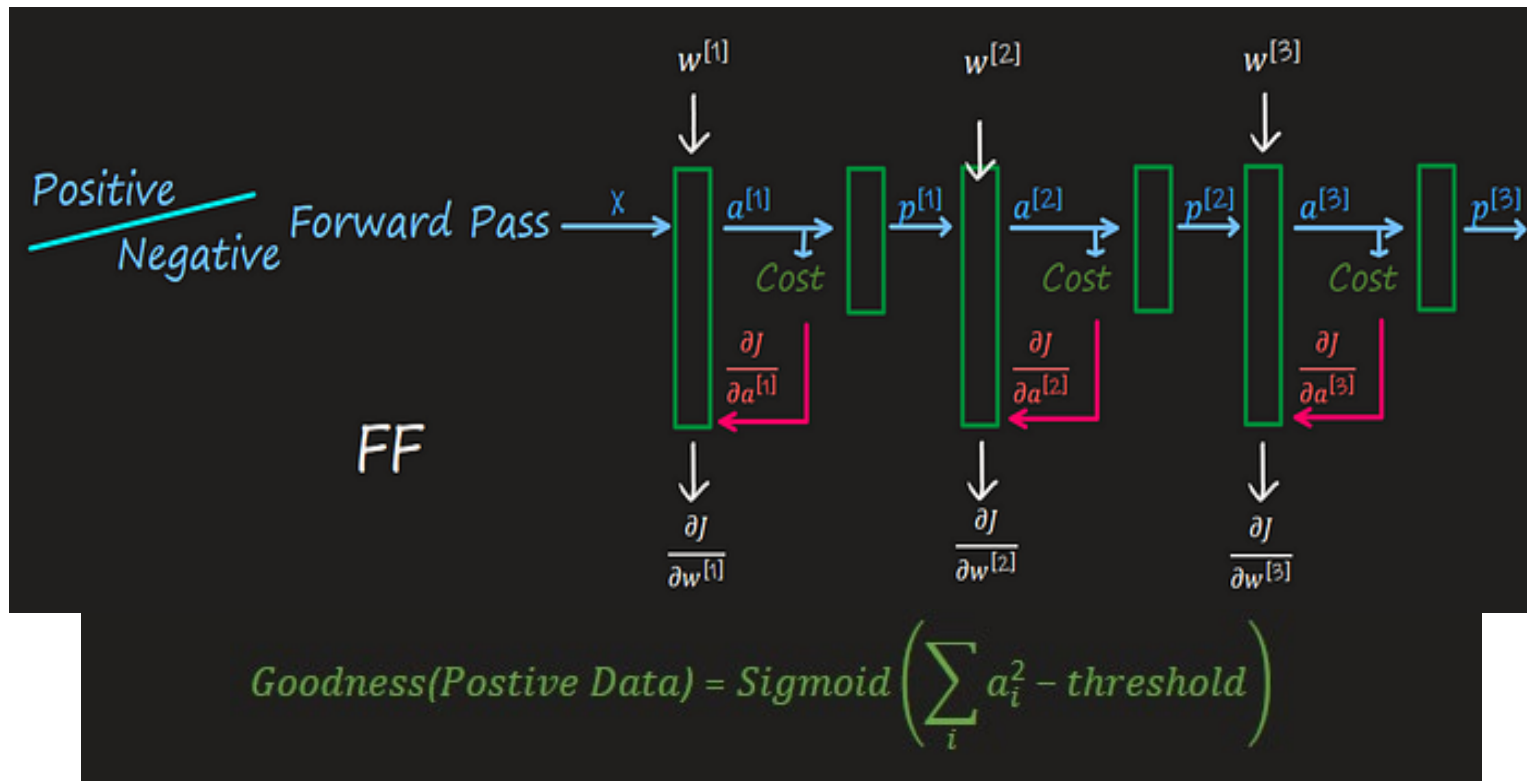 w^[1] w^[2] w^[3]
Positive
Negative
Forward Pass
X a^[1] p^[1] a^[2] p^[2] a^[3] p^[3]
Cost Cost Cost
∂J/∂a^[1] ∂J/∂a^[2] ∂J/∂a^[3]
FF
∂J/∂w^[1] ∂J/∂w^[2] ∂J/∂w^[3]
Goodness(Postive Data) = Sigmoid(∑_i a_i^2 − threshold)